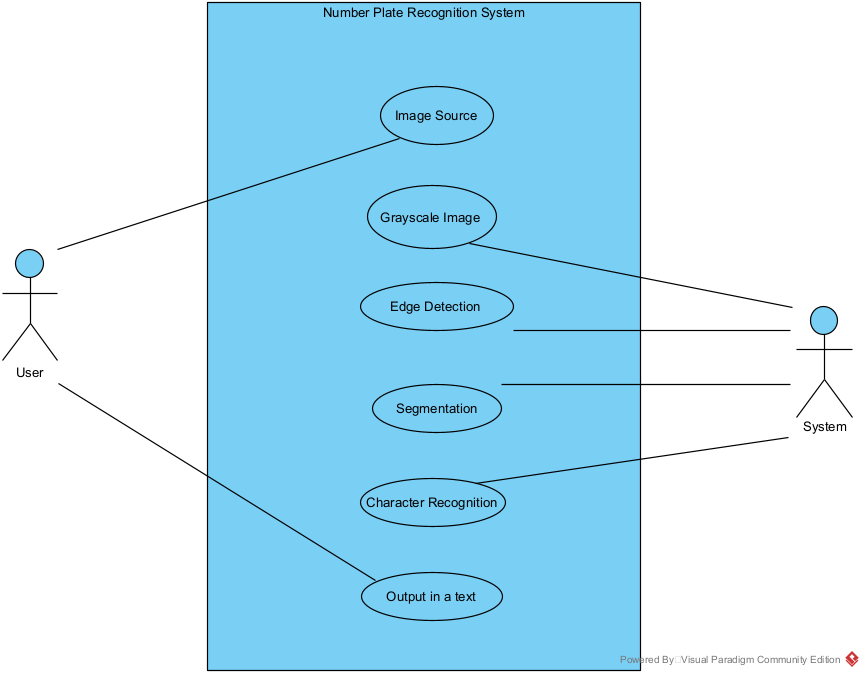 Number Plate Recognition System
Image Source
Grayscale Image
Edge Detection
User
Segmentation
System
Character Recognition
Output in a text
Powered By Visual Paradigm Community Edition